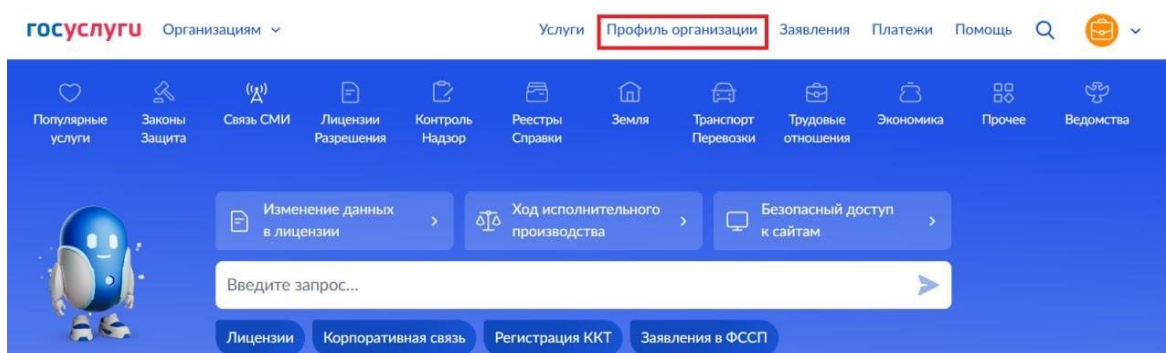 госуслуги Организациям Услуги Профиль организации Заявления Платежи Помощь
Популярные услуги
Законы Защита
Связь СМИ
Лицензии Разрешения
Контроль Надзор
Реестры Справки
Земля
Транспорт Перевозки
Трудовые отношения
Экономика
Прочее
Ведомства
Изменение данных
в лицензии
Ход исполнительного
производства
Безопасный доступ
к сайтам
Введите запрос...
Лицензии Корпоративная связь Регистрация ККТ Заявления в ФССП